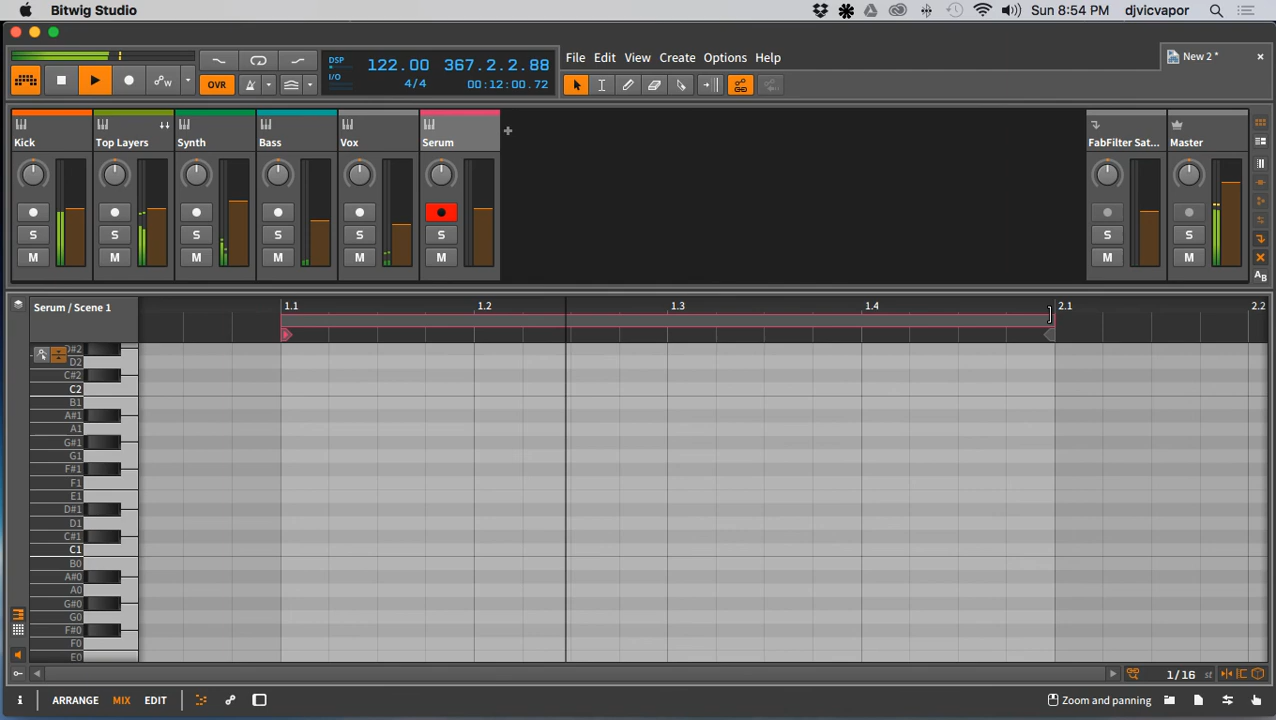 Bitwig Studio
Sun 8:54 PM djvicvapor
OVR
DSP
I/O
122.00 367.2.2.88
4/4 00:12:00.72
File Edit View Create Options Help
New 2 *
Kick Top Layers Synth Bass Vox Serum FabFilter Sat... Master
S S S S S S S S
M M M M M M M M
A B
Serum / Scene 1
1.1 1.2 1.3 1.4 2.1 2.2
D#2
D2
C#2
C2
B1
A#1
A1
G#1
G1
F#1
F1
E1
D#1
D1
C#1
C1
B0
A#0
A0
G#0
G0
F#0
F0
E0
1/16 st
i ARRANGE MIX EDIT
Zoom and panning